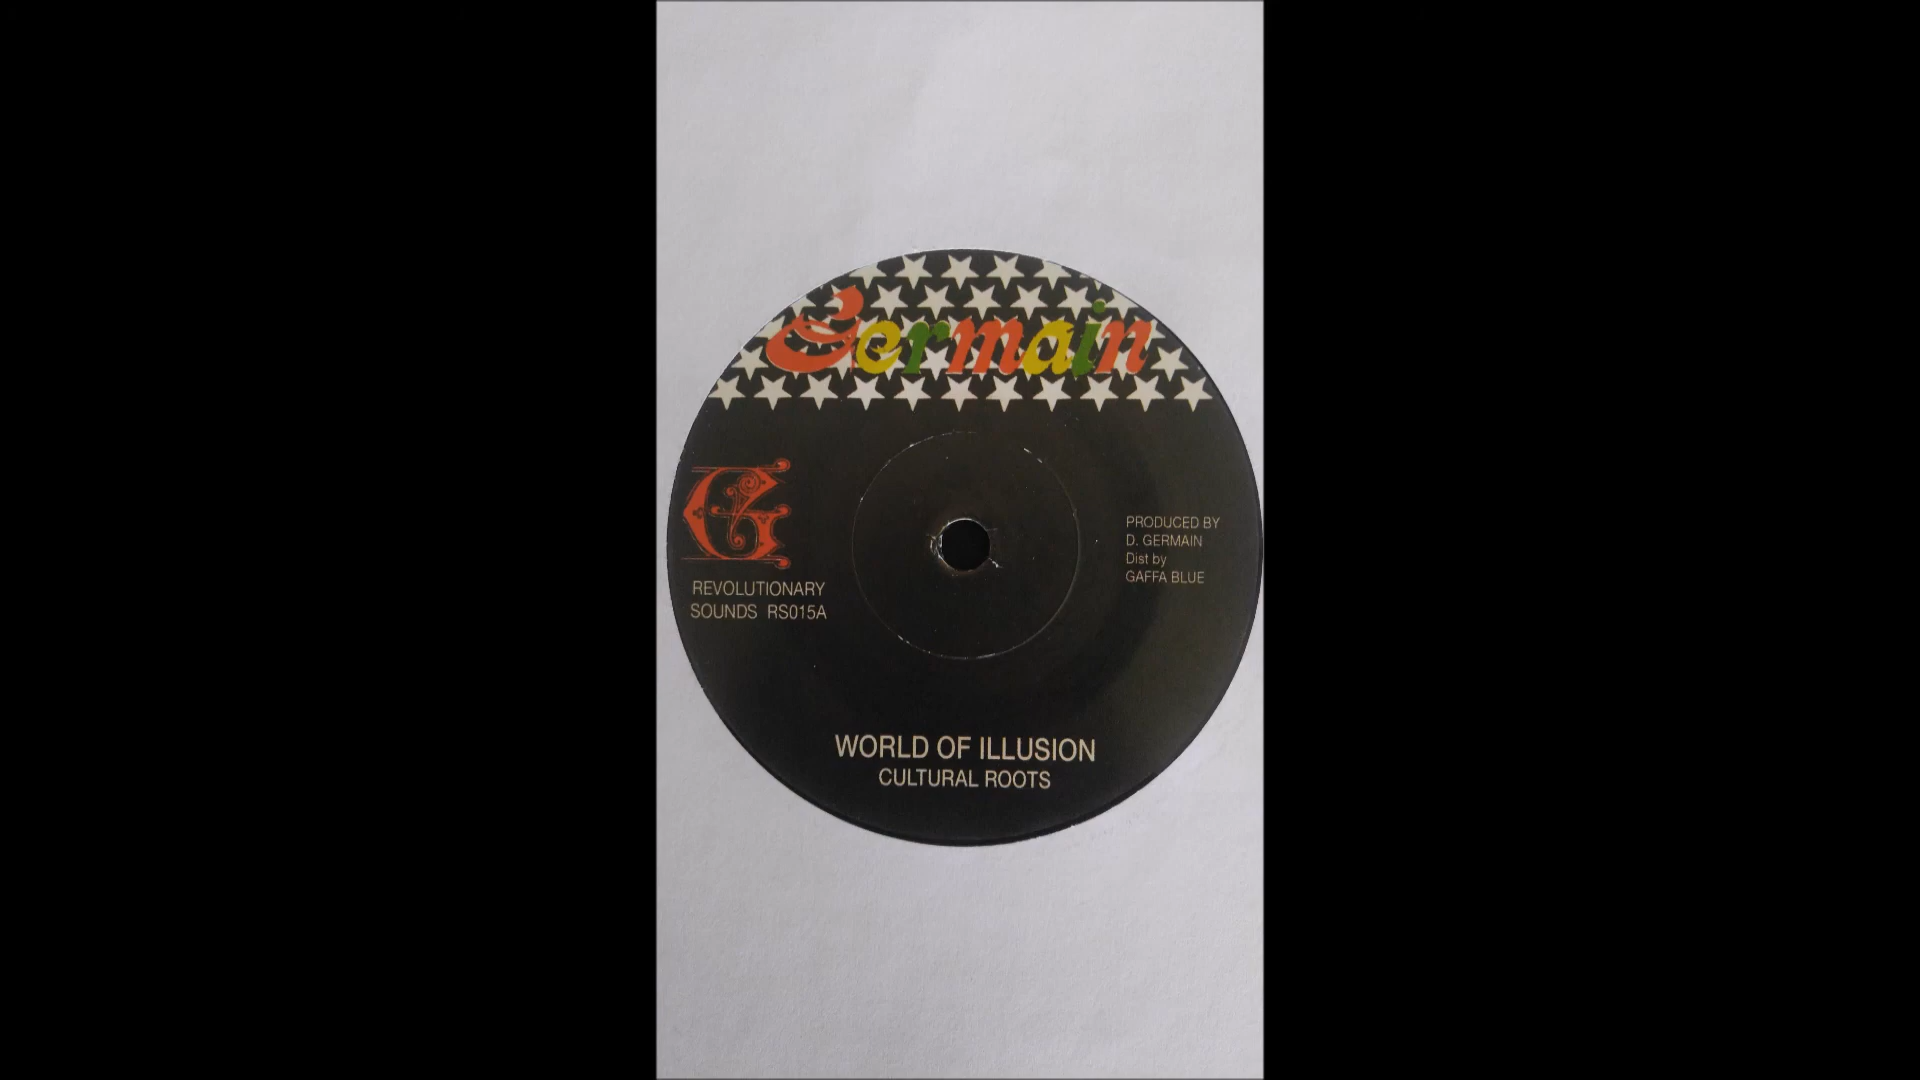 Germain
G
REVOLUTIONARY
SOUNDS RS015A
PRODUCED BY
D. GERMAIN
Dist by
GAFFA BLUE
WORLD OF ILLUSION
CULTURAL ROOTS